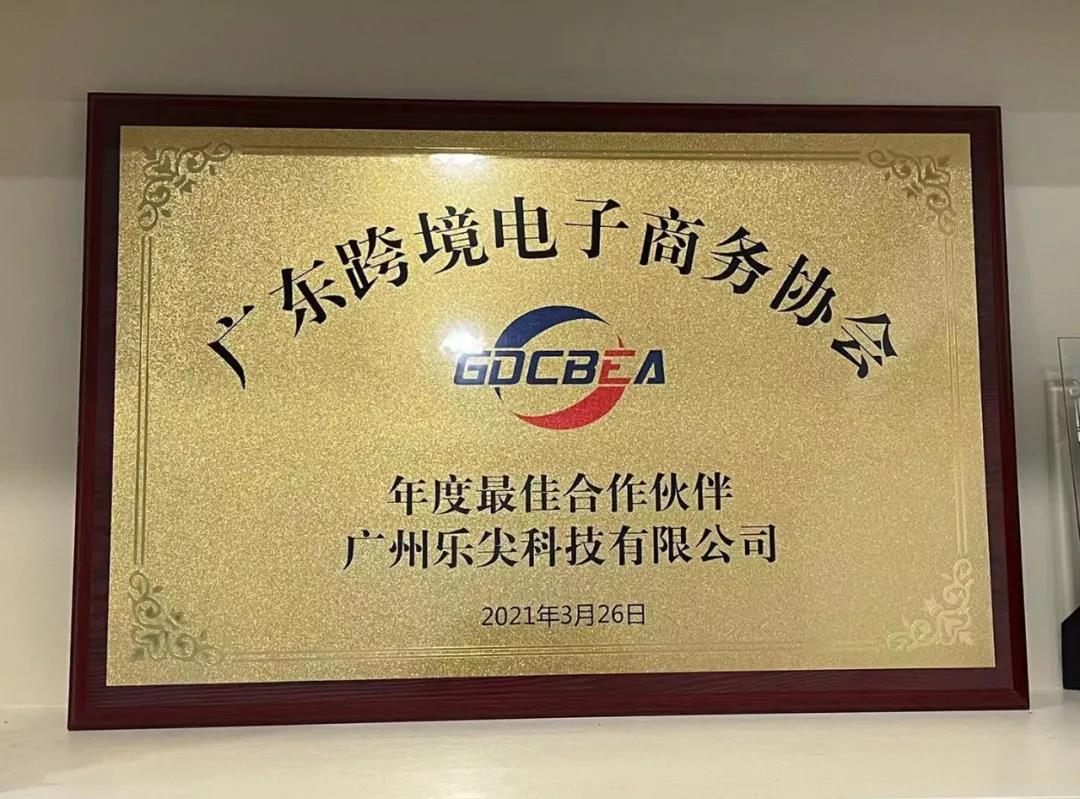 广东跨境电子商务协会
GDCBEA
年度最佳合作伙伴
广州乐尖科技有限公司
2021年3月26日